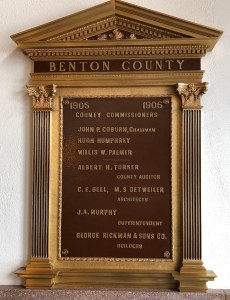 BENTON COUNTY
1905 1906
COUNTY COMMISSIONERS
JOHN P. COBURN, CHAIRMAN
HUGH HUMPHREY
WILLIS W. PALMER
ALBERT H. TURNER
COUNTY AUDITOR
C. E. BELL, M. S. DETWEILER
ARCHITECTS
J. A. MURPHY
SUPERINTENDENT
GEORGE RICKMAN & SONS CO.
BUILDERS